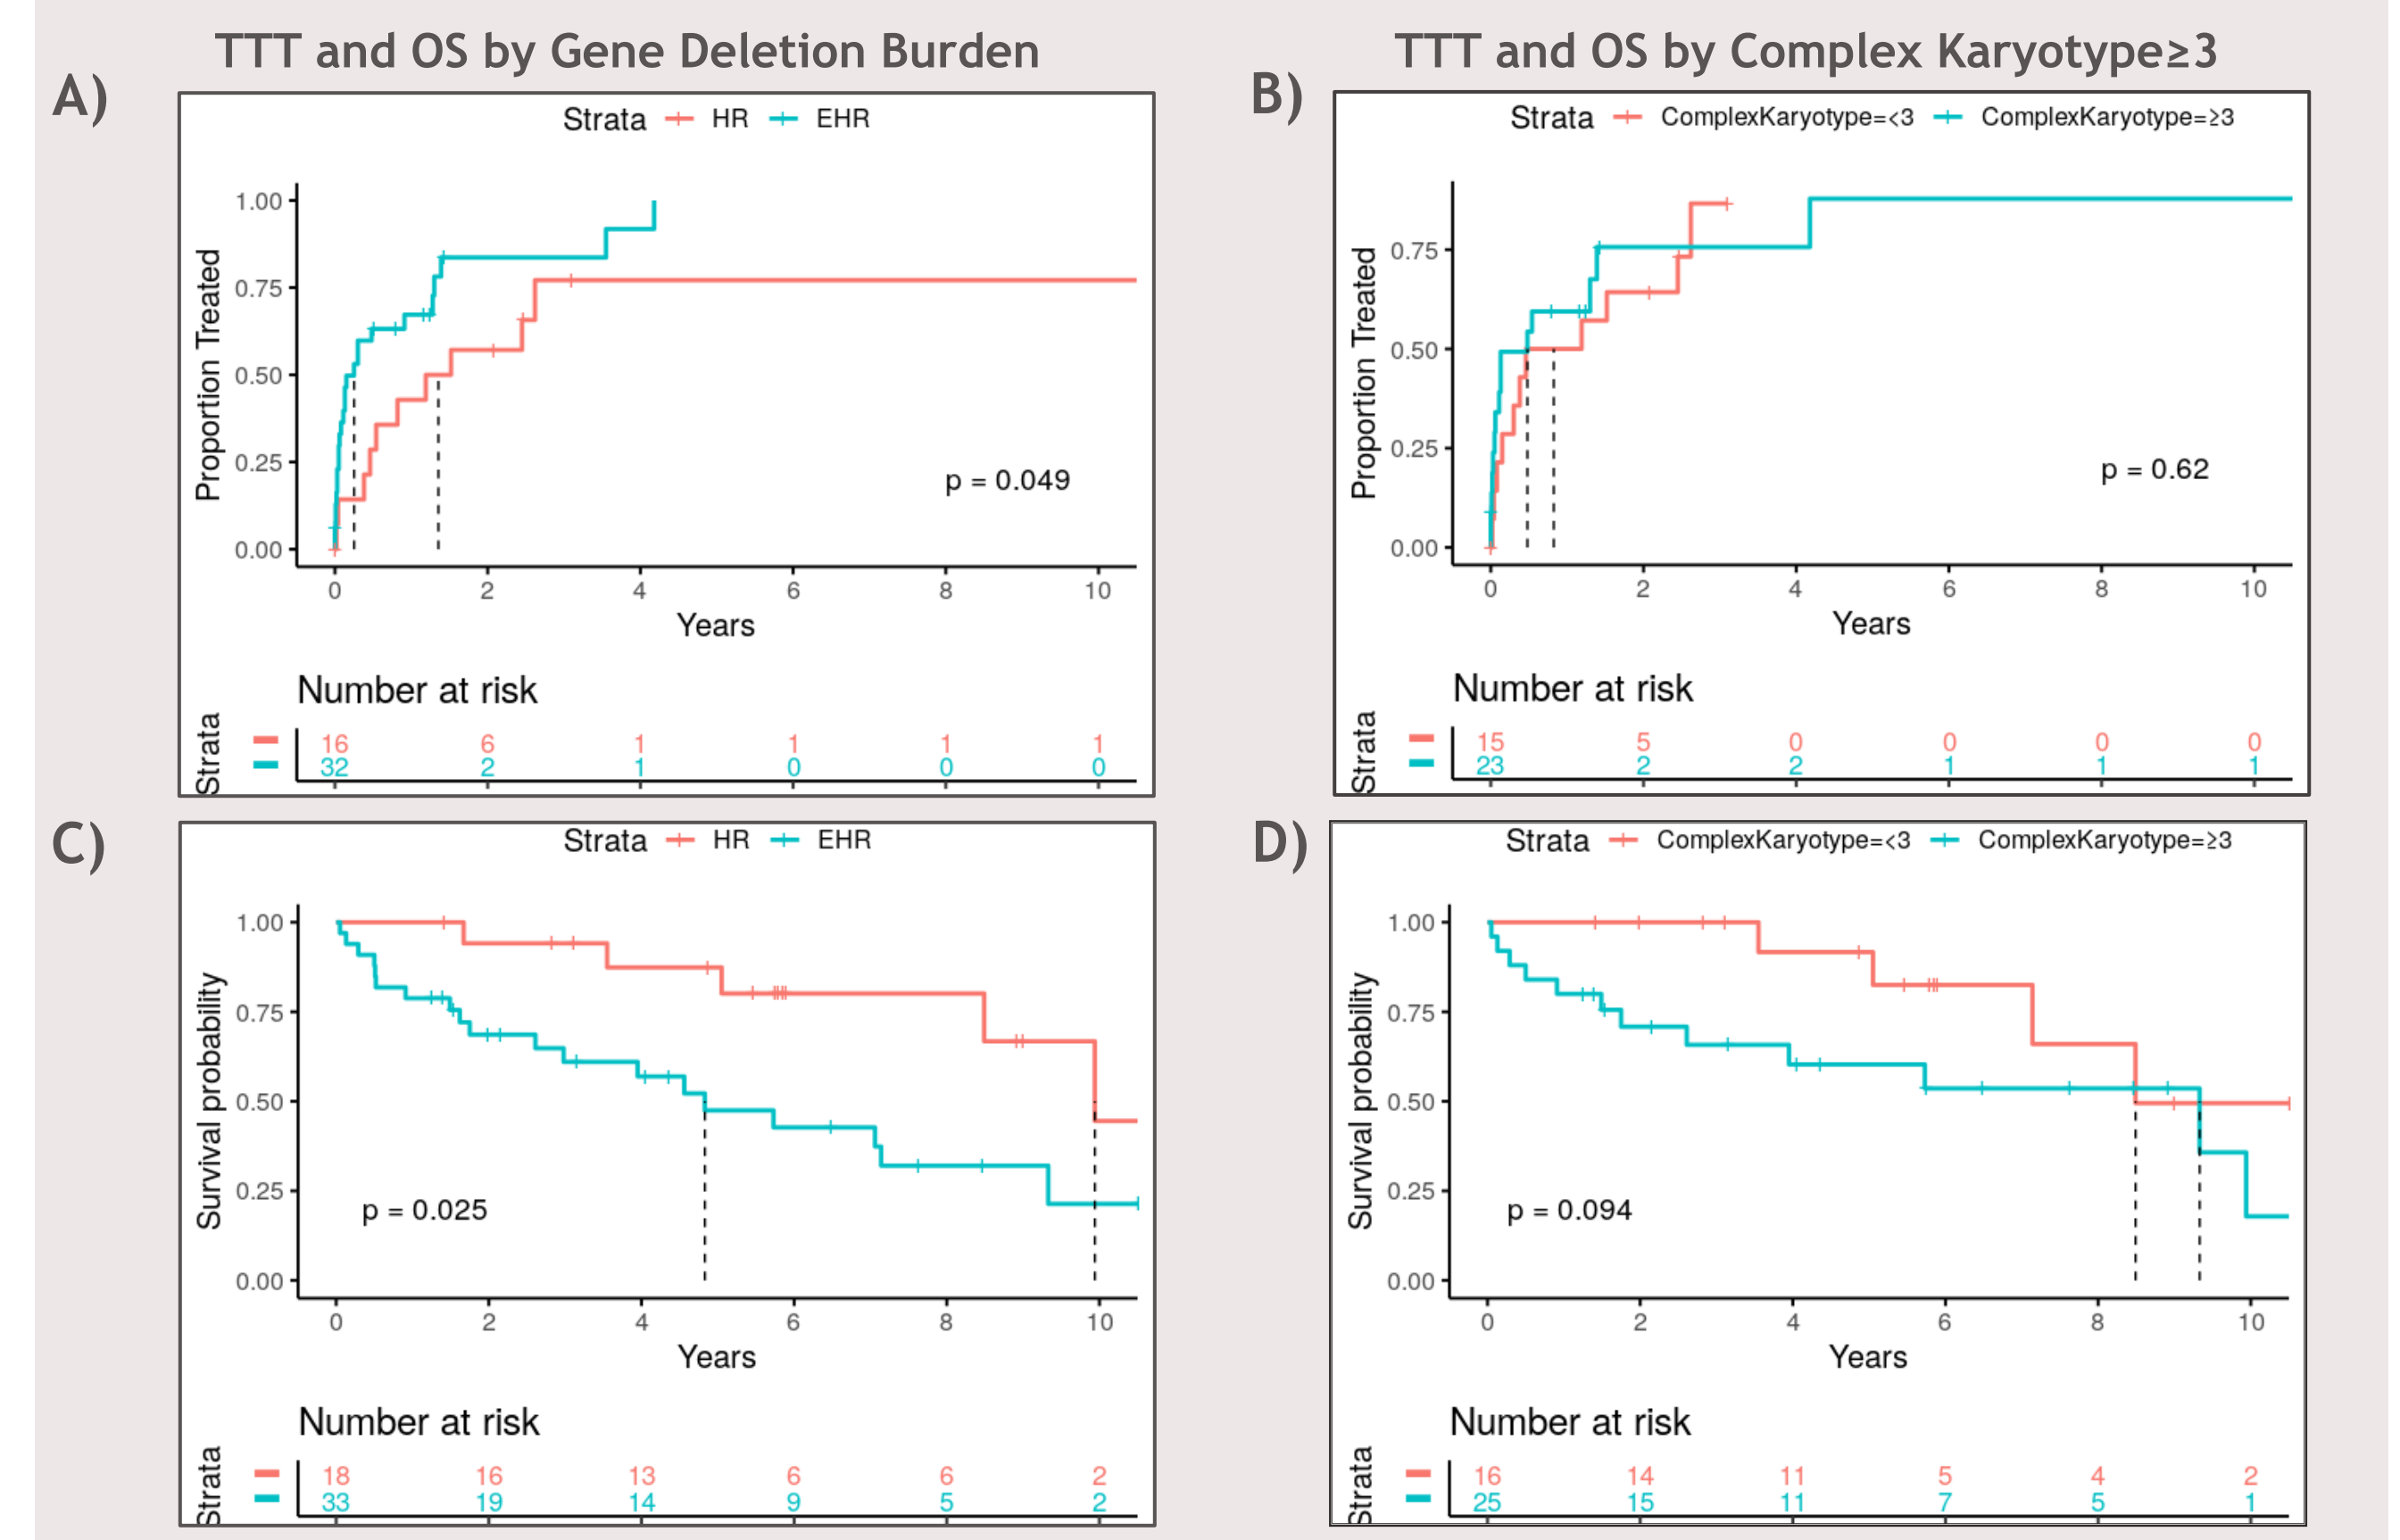 TTT and OS by Gene Deletion Burden
A)
Strata HR EHR
Proportion Treated
1.00
0.75
0.50
0.25
0.00
p = 0.049
0 2 4 6 8 10
Years
Number at risk
Strata
16 6 1 1 1 1
32 2 1 0 0 0
TTT and OS by Complex Karyotype≥3
B)
Strata ComplexKaryotype=<3 ComplexKaryotype=≥3
Proportion Treated
0.75
0.50
0.25
0.00
p = 0.62
0 2 4 6 8 10
Years
Number at risk
Strata
15 5 0 0 0 0
23 2 2 1 1 1
C)
Strata HR EHR
Survival probability
1.00
0.75
0.50
0.25
0.00
p = 0.025
0 2 4 6 8 10
Years
Number at risk
Strata
18 16 13 6 6 2
33 19 14 9 5 2
D)
Strata ComplexKaryotype=<3 ComplexKaryotype=≥3
Survival probability
1.00
0.75
0.50
0.25
0.00
p = 0.094
0 2 4 6 8 10
Years
Number at risk
Strata
16 14 11 5 4 2
25 15 11 7 5 1